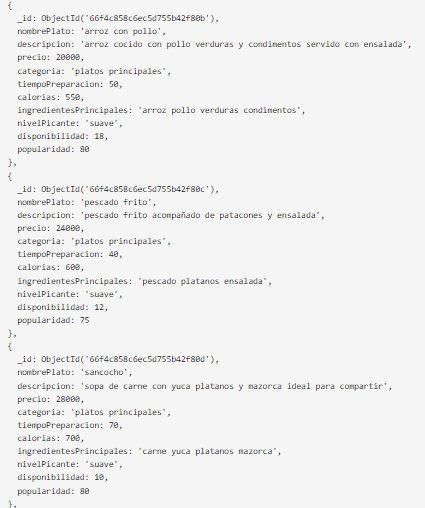 {
_id: ObjectId('66f4c858c6ec5d755b42f80b'),
nombrePlato: 'arroz con pollo',
descripcion: 'arroz cocido con pollo verduras y condimentos servido con ensalada',
precio: 20000,
categoria: 'platos principales',
tiempoPreparacion: 50,
calorias: 550,
ingredientesPrincipales: 'arroz pollo verduras condimentos',
nivelPicante: 'suave',
disponibilidad: 18,
popularidad: 80
},
{
_id: ObjectId('66f4c858c6ec5d755b42f80c'),
nombrePlato: 'pescado frito',
descripcion: 'pescado frito acompañado de patacones y ensalada',
precio: 24000,
categoria: 'platos principales',
tiempoPreparacion: 40,
calorias: 600,
ingredientesPrincipales: 'pescado platanos ensalada',
nivelPicante: 'suave',
disponibilidad: 12,
popularidad: 75
},
{
_id: ObjectId('66f4c858c6ec5d755b42f80d'),
nombrePlato: 'sancocho',
descripcion: 'sopa de carne con yuca platanos y mazorca ideal para compartir',
precio: 28000,
categoria: 'platos principales',
tiempoPreparacion: 70,
calorias: 700,
ingredientesPrincipales: 'carne yuca platanos mazorca',
nivelPicante: 'suave',
disponibilidad: 10,
popularidad: 80
},